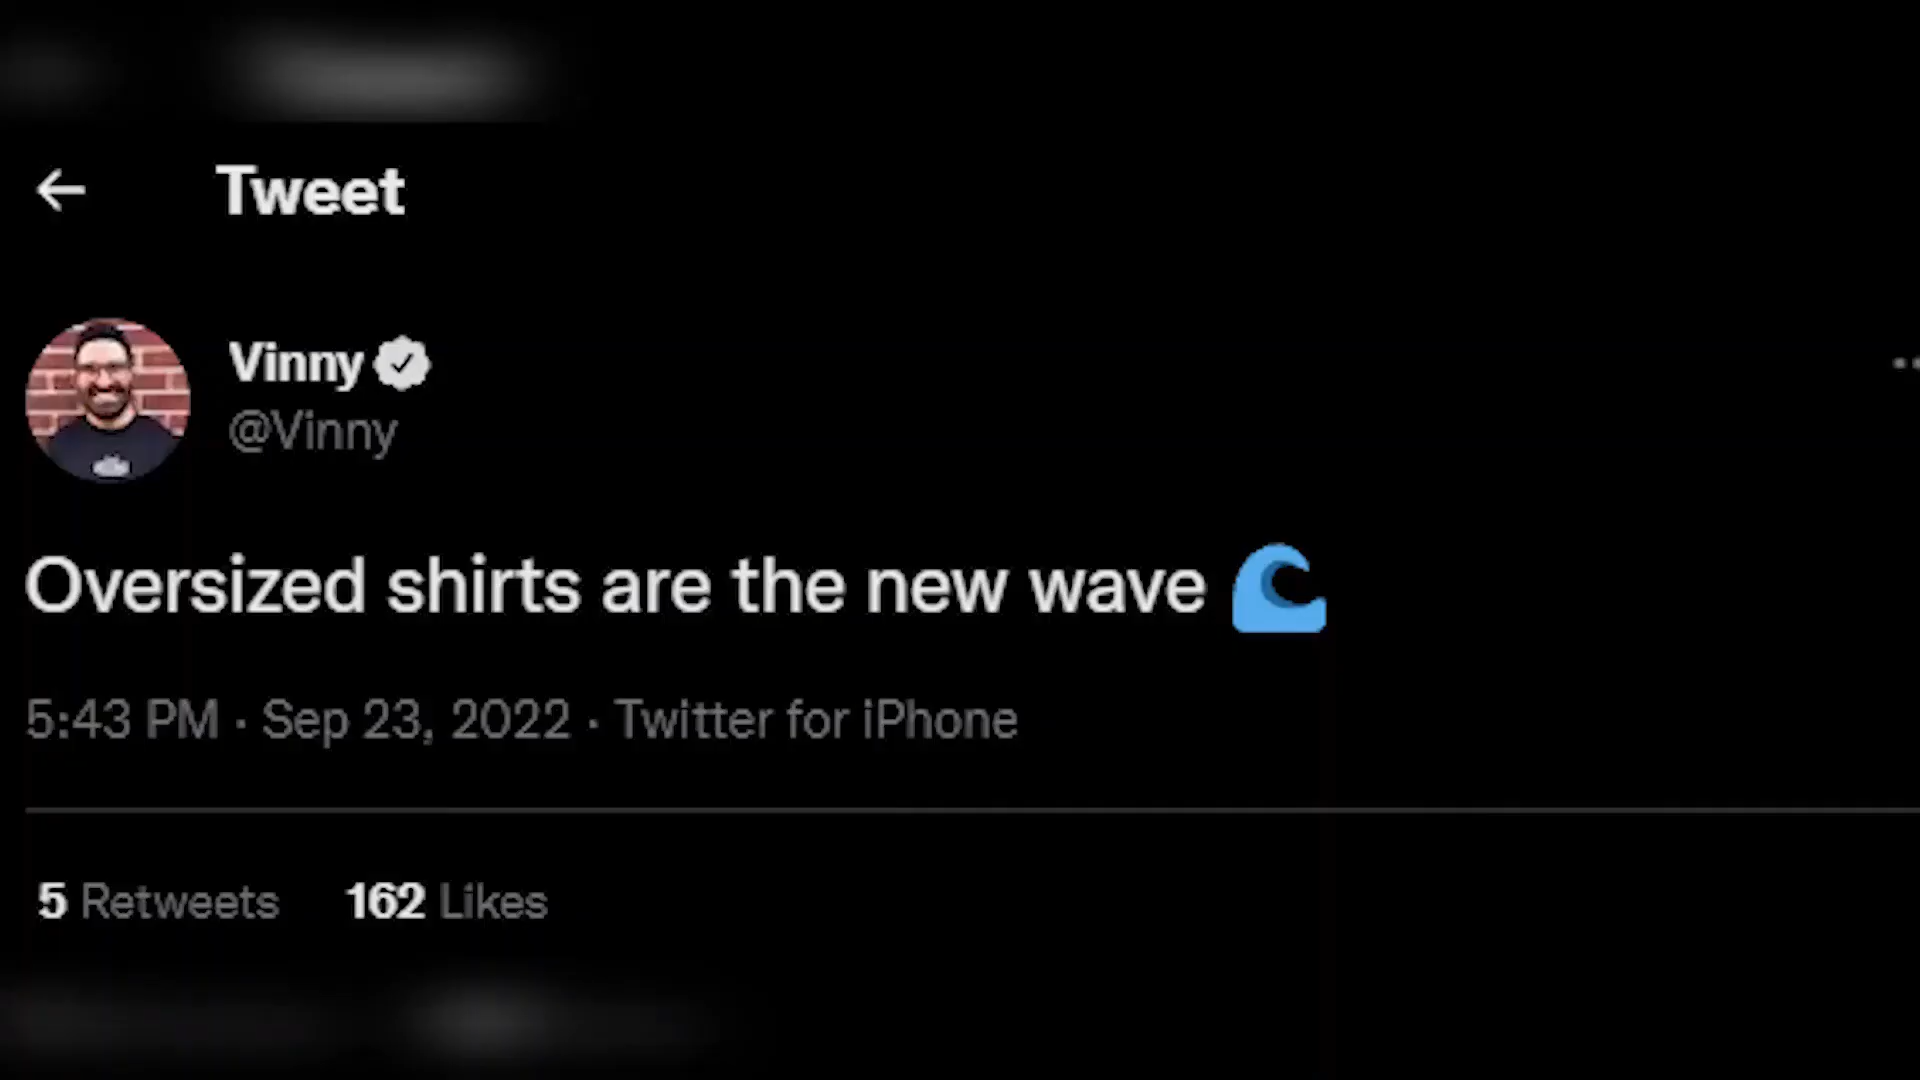 Tweet
Vinny
@Vinny
Oversized shirts are the new wave 🌊
5:43 PM · Sep 23, 2022 · Twitter for iPhone
5 Retweets 162 Likes